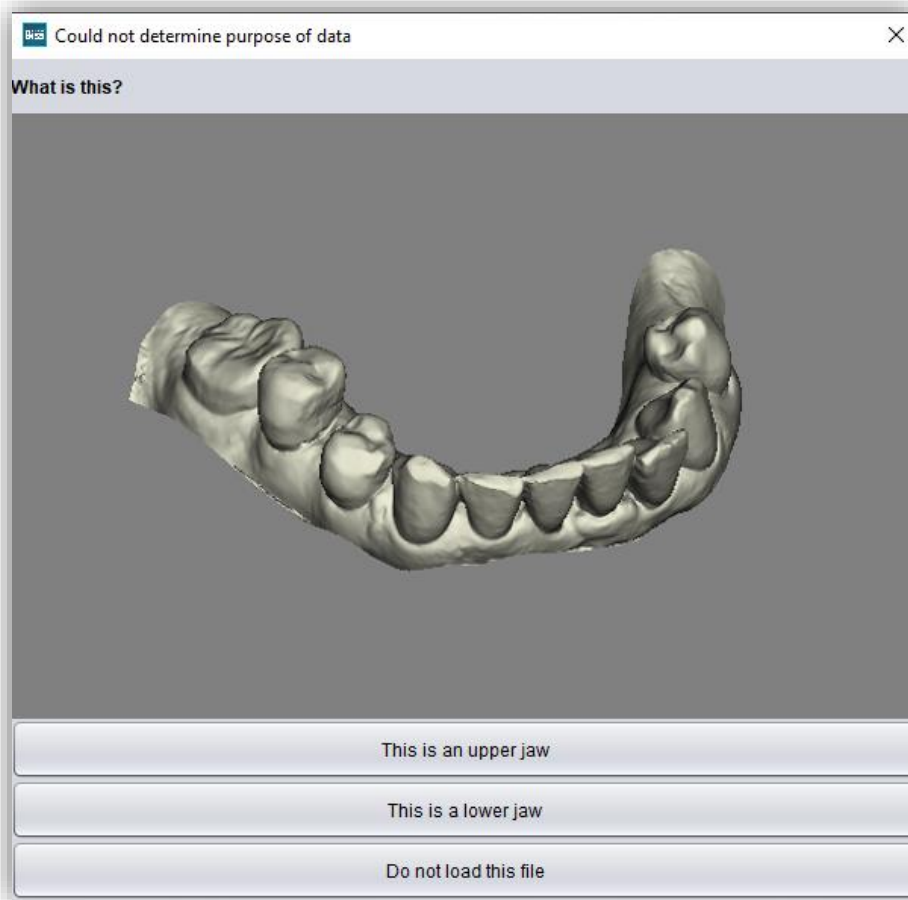 Could not determine purpose of data
What is this?
This is an upper jaw
This is a lower jaw
Do not load this file